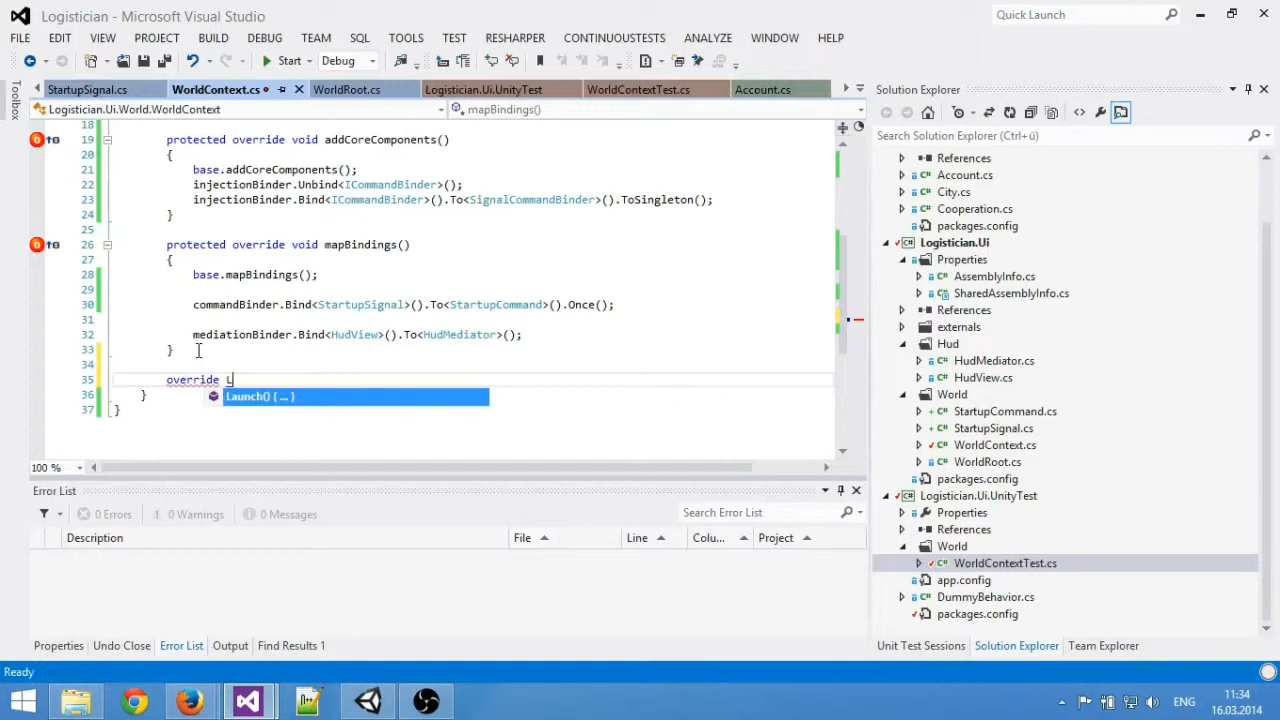 Logistician - Microsoft Visual Studio
Quick Launch
FILE EDIT VIEW PROJECT BUILD DEBUG TEAM SQL TOOLS TEST RESHARPER CONTINUOUSTESTS ANALYZE WINDOW HELP
Start Debug
Toolbox
StartupSignal.cs WorldContext.cs WorldRoot.cs Logistician.Ui.UnityTest WorldContextTest.cs Account.cs
Logistician.Ui.World.WorldContext mapBindings()
18
19 protected override void addCoreComponents()
20 {
21 base.addCoreComponents();
22 injectionBinder.Unbind<ICommandBinder>();
23 injectionBinder.Bind<ICommandBinder>().To<SignalCommandBinder>().ToSingleton();
24 }
25
26 protected override void mapBindings()
27 {
28 base.mapBindings();
29
30 commandBinder.Bind<StartupSignal>().To<StartupCommand>().Once();
31
32 mediationBinder.Bind<HudView>().To<HudMediator>();
33 }
34
35 override L
36 }
Launch() { ... }
37 }
100 %
Error List
0 Errors 0 Warnings 0 Messages
Search Error List
Description File Line Colu... Project
Properties Undo Close Error List Output Find Results 1
Solution Explorer
Search Solution Explorer (Ctrl+ü)
References
Account.cs
City.cs
Cooperation.cs
packages.config
Logistician.Ui
Properties
AssemblyInfo.cs
SharedAssemblyInfo.cs
References
externals
Hud
HudMediator.cs
HudView.cs
World
StartupCommand.cs
StartupSignal.cs
WorldContext.cs
WorldRoot.cs
packages.config
Logistician.Ui.UnityTest
Properties
References
World
WorldContextTest.cs
app.config
DummyBehavior.cs
packages.config
Unit Test Sessions Solution Explorer Team Explorer
Ready
ENG
11:34
16.03.2014